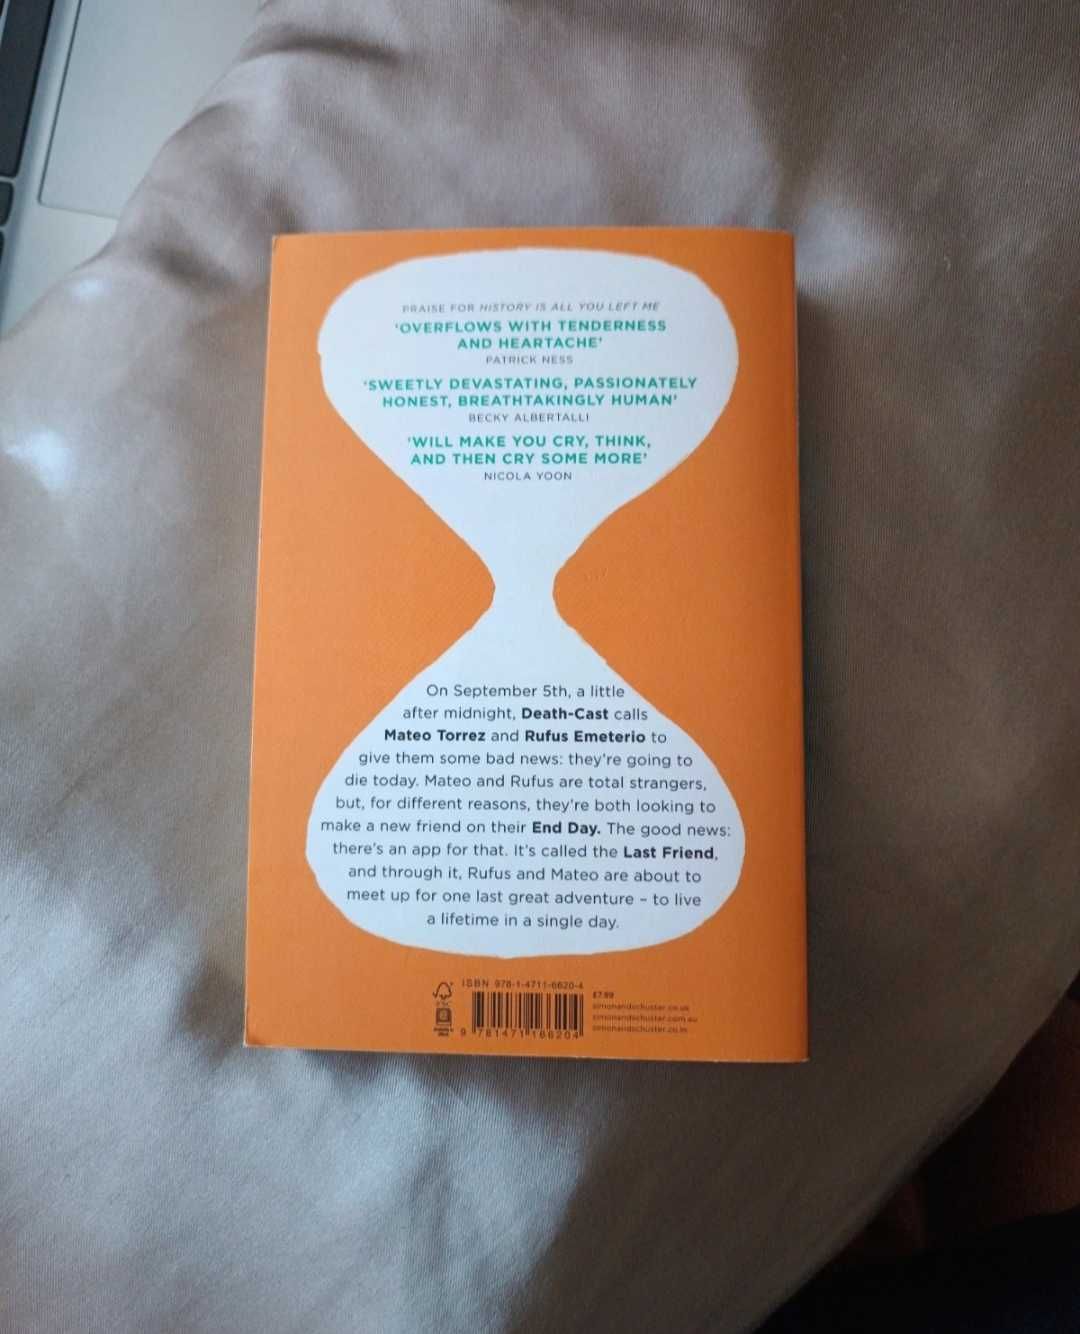 PRAISE FOR HISTORY IS ALL YOU LEFT ME
'OVERFLOWS WITH TENDERNESS
AND HEARTACHE'
PATRICK NESS
'SWEETLY DEVASTATING, PASSIONATELY
HONEST, BREATHTAKINGLY HUMAN'
BECKY ALBERTALLI
'WILL MAKE YOU CRY, THINK,
AND THEN CRY SOME MORE'
NICOLA YOON
On September 5th, a little
after midnight, Death-Cast calls
Mateo Torrez and Rufus Emeterio to
give them some bad news: they're going to
die today. Mateo and Rufus are total strangers,
but, for different reasons, they're both looking to
make a new friend on their End Day. The good news:
there's an app for that. It's called the Last Friend,
and through it, Rufus and Mateo are about to
meet up for one last great adventure – to live
a lifetime in a single day.
ISBN 978-1-4711-6620-4
9 781471 166204
£7.99
simonandschuster.co.uk
simonandschuster.com.au
simonandschuster.co.in